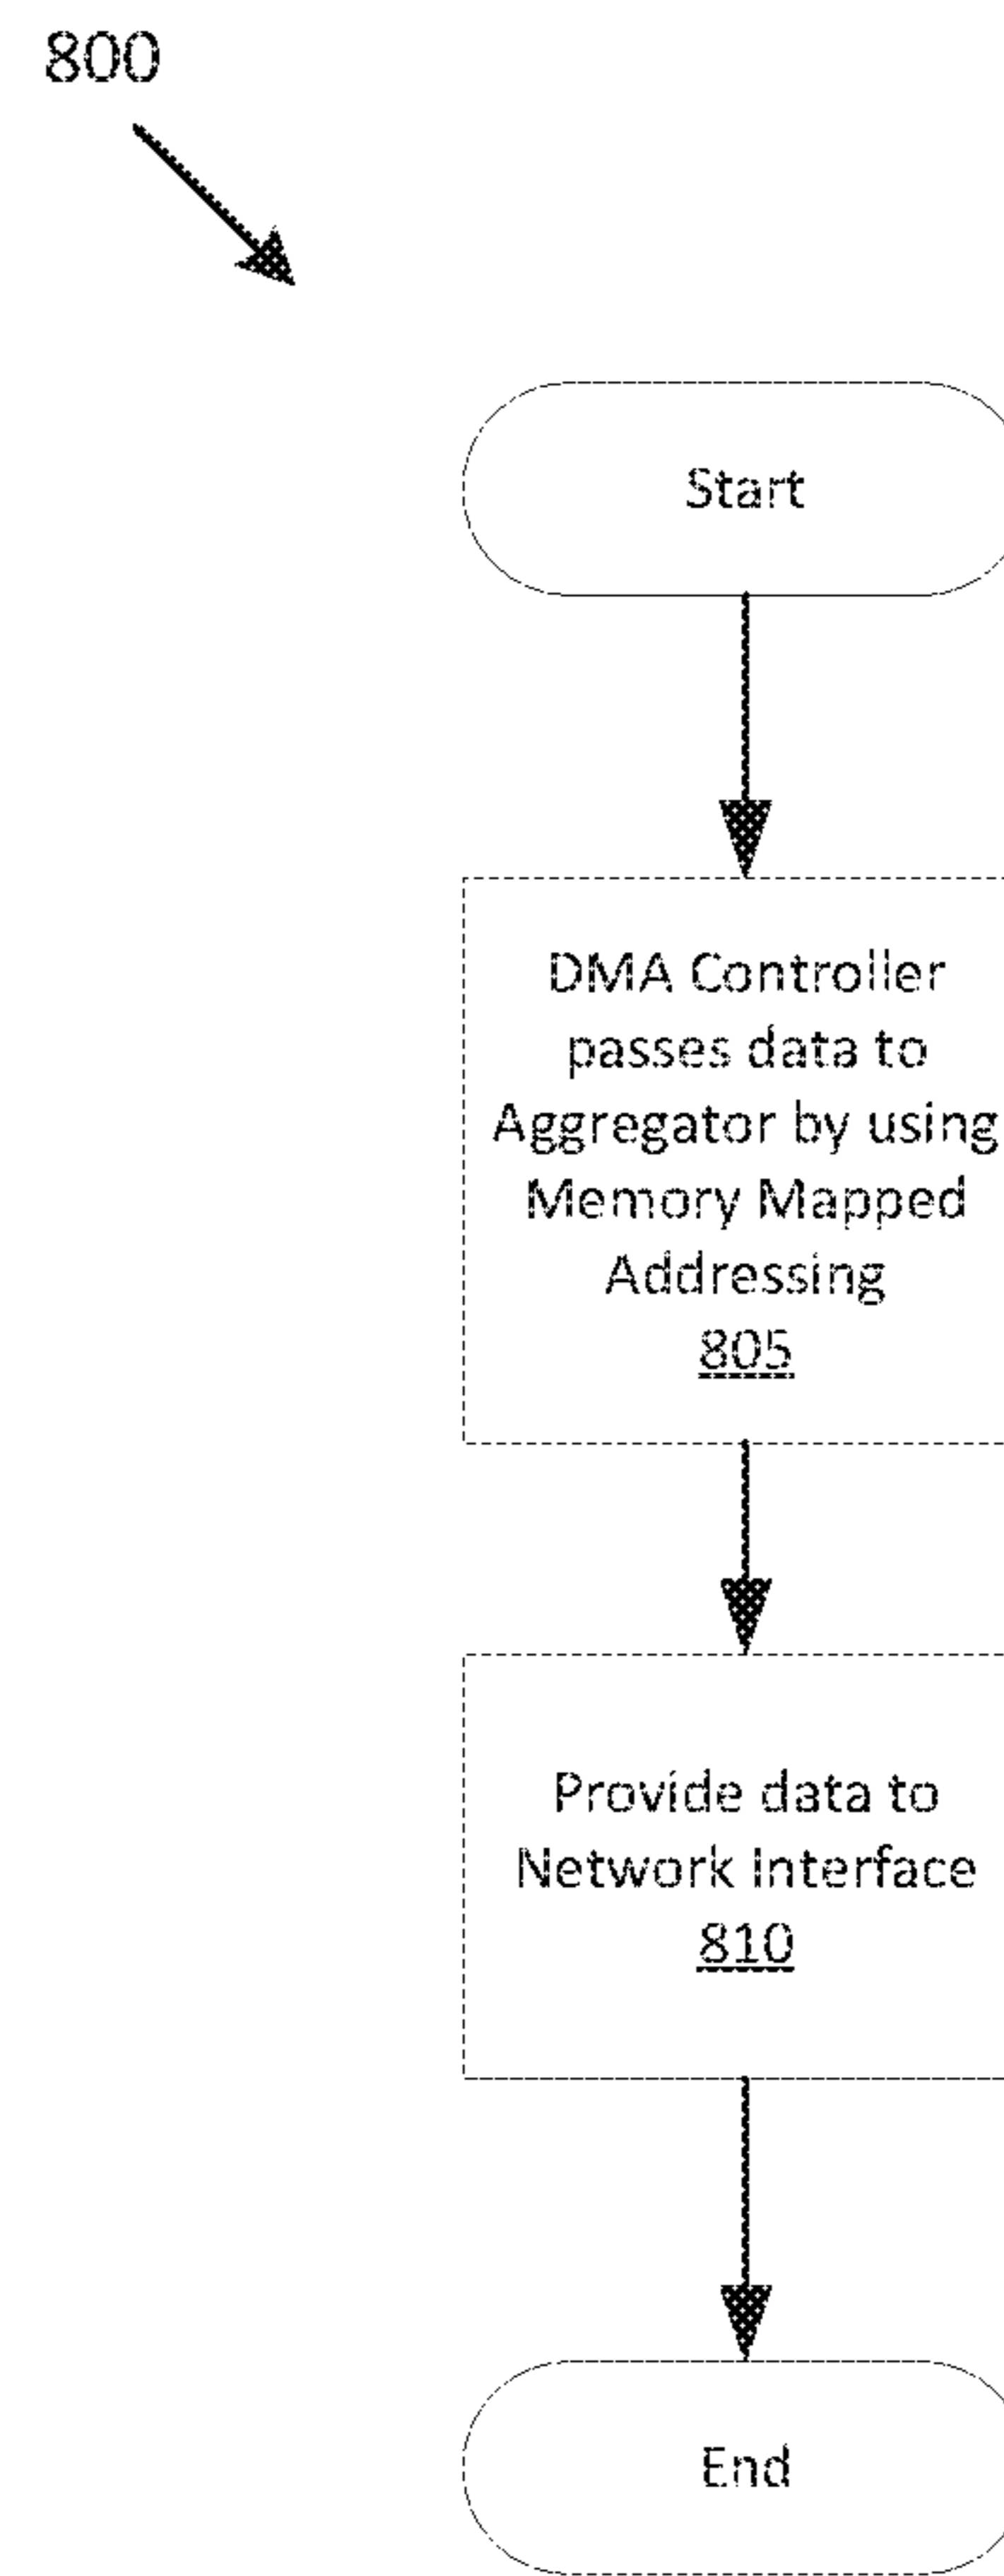 800
Start
DMA Controller
passes data to
Aggregator by using
Memory Mapped
Addressing
805
Provide data to
Network Interface
810
End